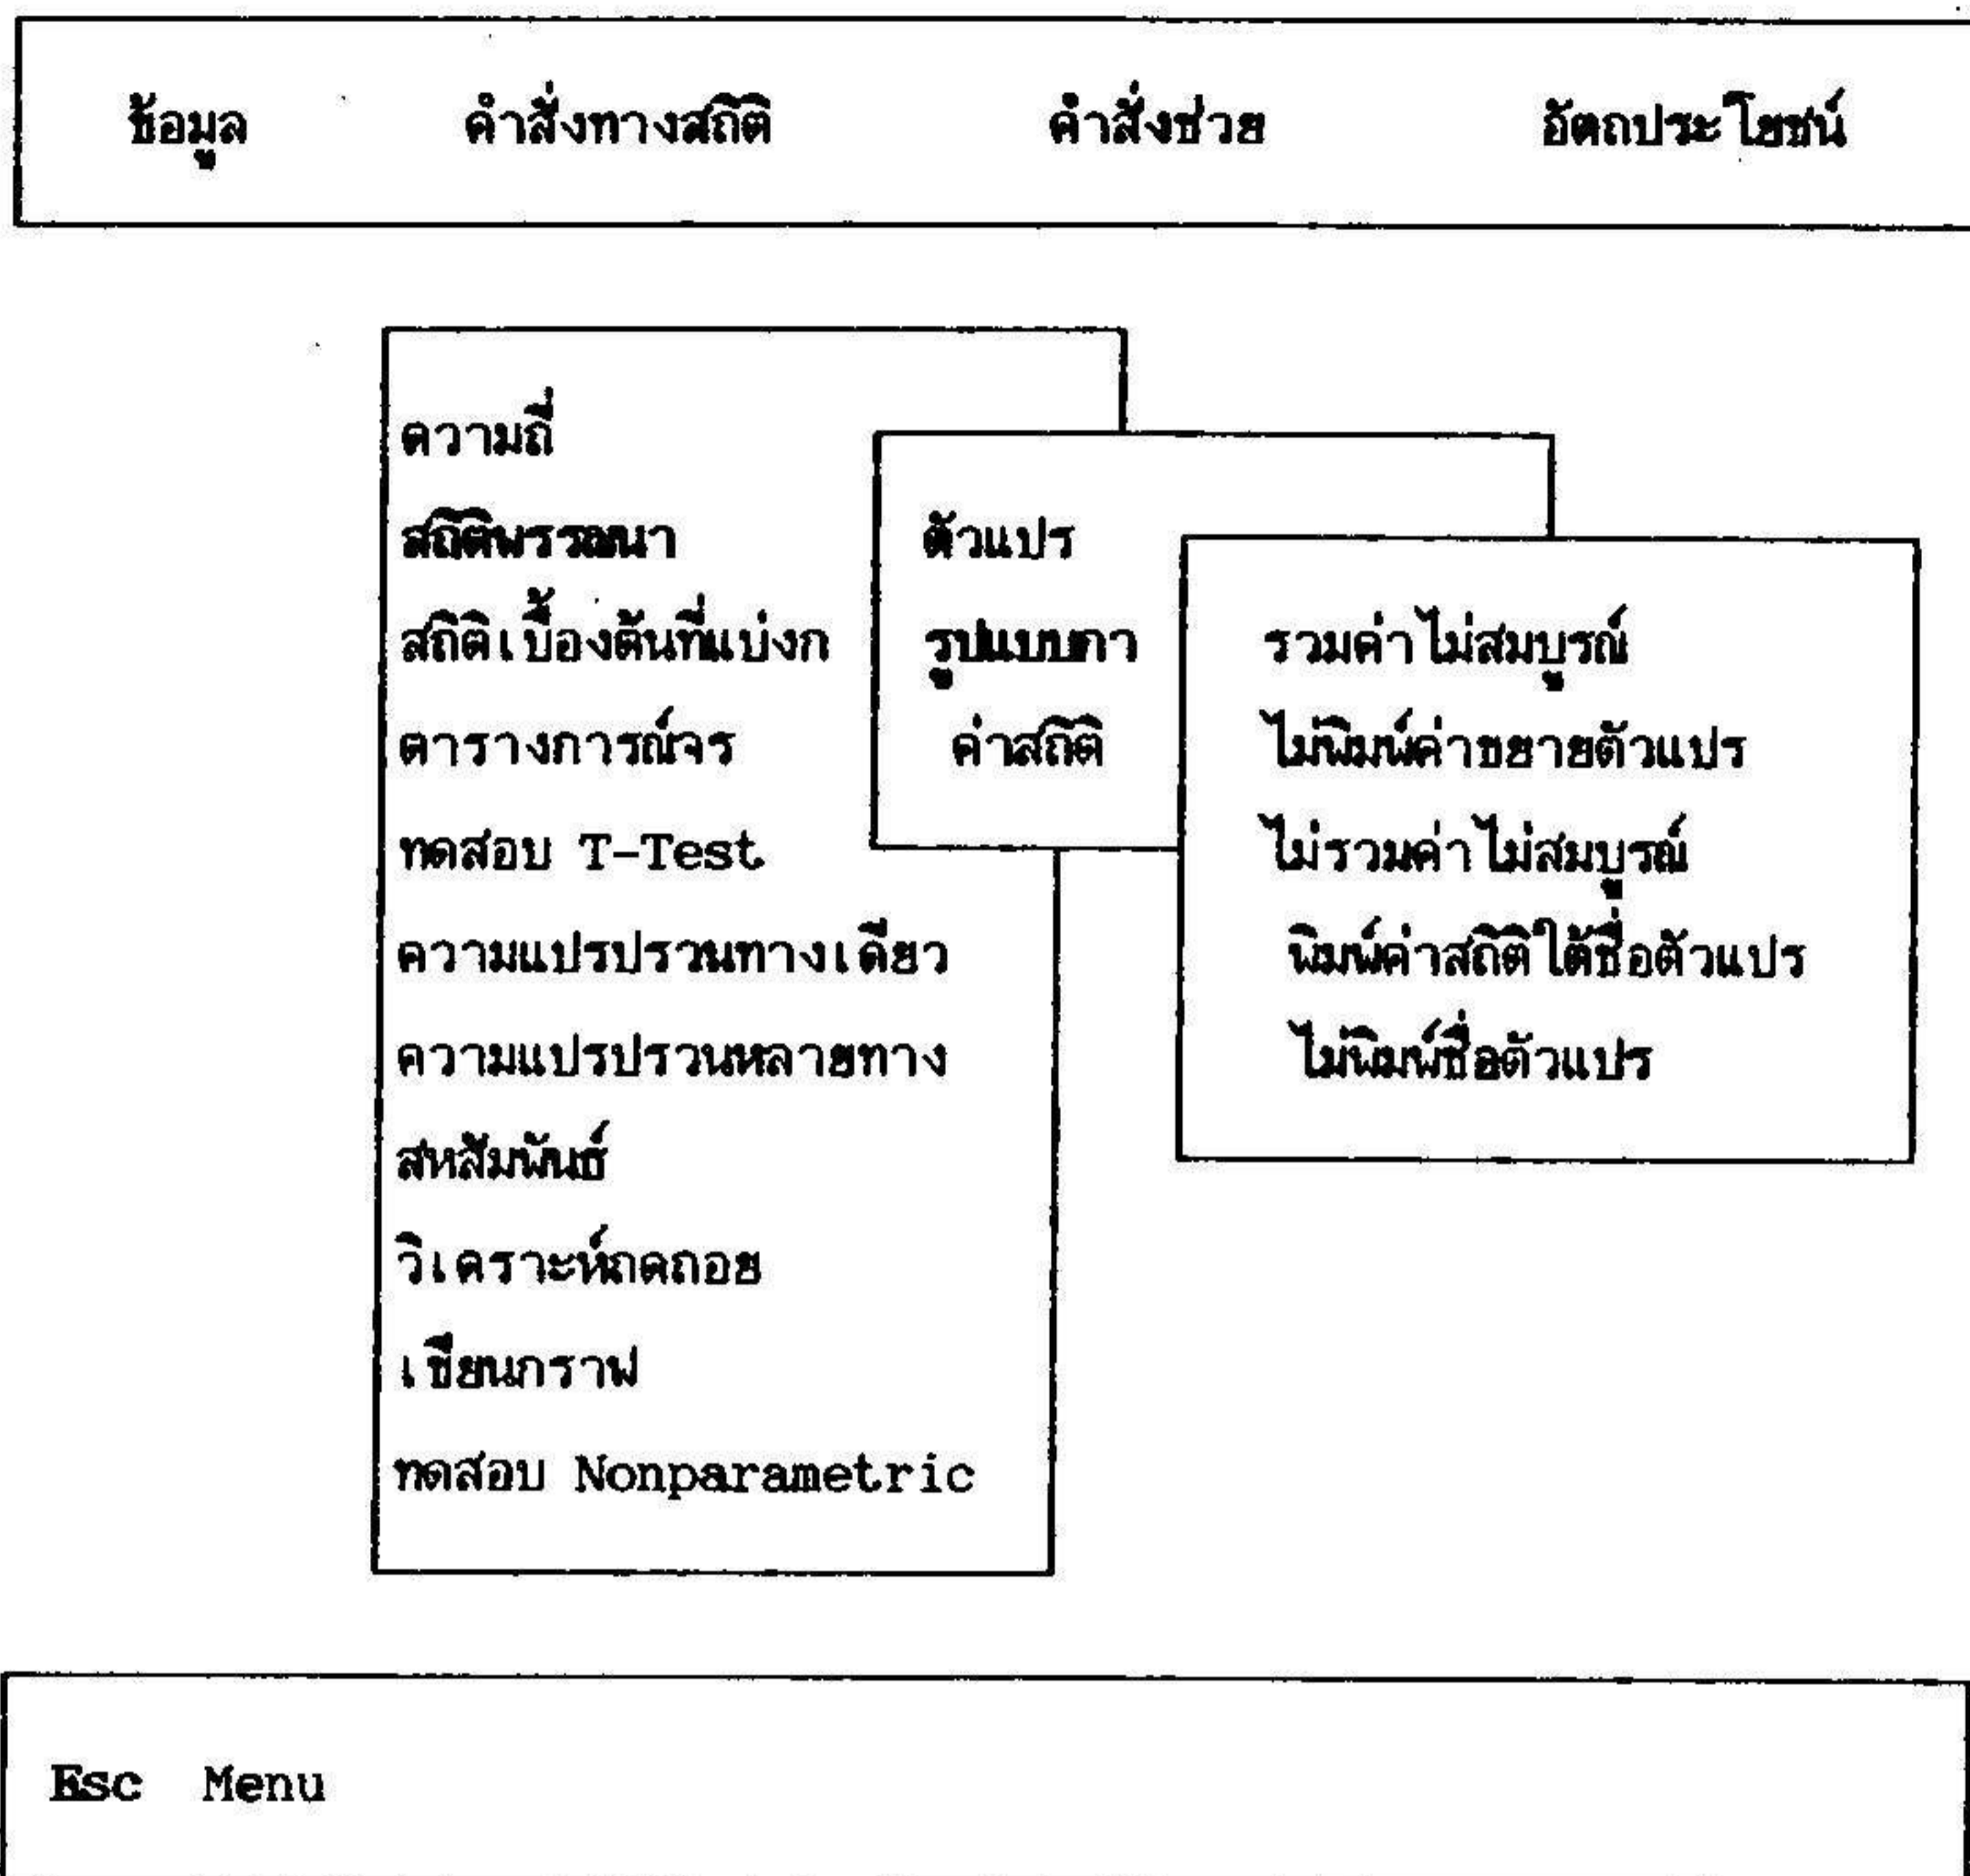 ข้อมูล คำสั่งทางสถิติ คำสั่งช่วย อัตถประโยชน์
ความถี่
สถิติพรรณนา
สถิติเบื้องต้นที่แบ่งก
ตารางการณ์จร
ทดสอบ T-Test
ความแปรปรวนทางเดียว
ความแปรปรวนหลายทาง
สหสัมพันธ์
วิเคราะห์ถดถอย
เขียนกราฟ
ทดสอบ Nonparametric
ตัวแปร
รูปแบบกา
ค่าสถิติ
รวมค่าไม่สมบูรณ์
ไม่พิมพ์ค่าขยายตัวแปร
ไม่รวมค่าไม่สมบูรณ์
พิมพ์ค่าสถิติใต้ชื่อตัวแปร
ไม่พิมพ์ชื่อตัวแปร
Esc Menu